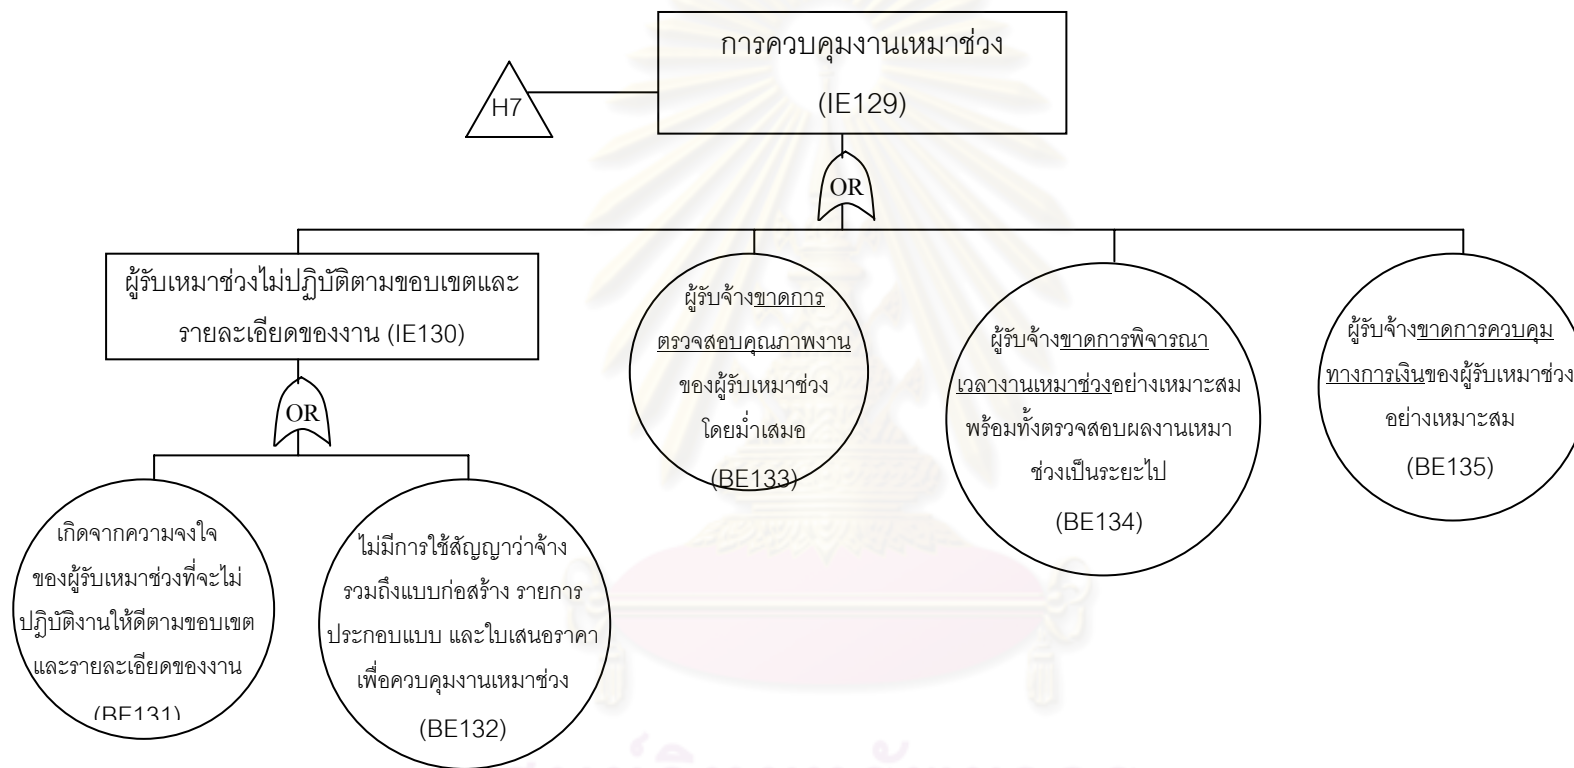 การควบคุมงานเหมาช่วง
(IE129)
H7
OR
ผู้รับเหมาช่วงไม่ปฏิบัติตามขอบเขตและ
รายละเอียดของงาน (IE130)
ผู้รับจ้างขาดการ
ตรวจสอบคุณภาพงาน
ของผู้รับเหมาช่วง
โดยม่ำเสมอ
(BE133)
ผู้รับจ้างขาดการพิจารณา
เวลางานเหมาช่วงอย่างเหมาะสม
พร้อมทั้งตรวจสอบผลงานเหมา
ช่วงเป็นระยะไป
(BE134)
ผู้รับจ้างขาดการควบคุม
ทางการเงินของผู้รับเหมาช่วง
อย่างเหมาะสม
(BE135)
OR
เกิดจากความจงใจ
ของผู้รับเหมาช่วงที่จะไม่
ปฎิบัติงานให้ดีตามขอบเขต
และรายละเอียดของงาน
(BE131)
ไม่มีการใช้สัญญาว่าจ้าง
รวมถึงแบบก่อสร้าง รายการ
ประกอบแบบ และใบเสนอราคา
เพื่อควบคุมงานเหมาช่วง
(BE132)